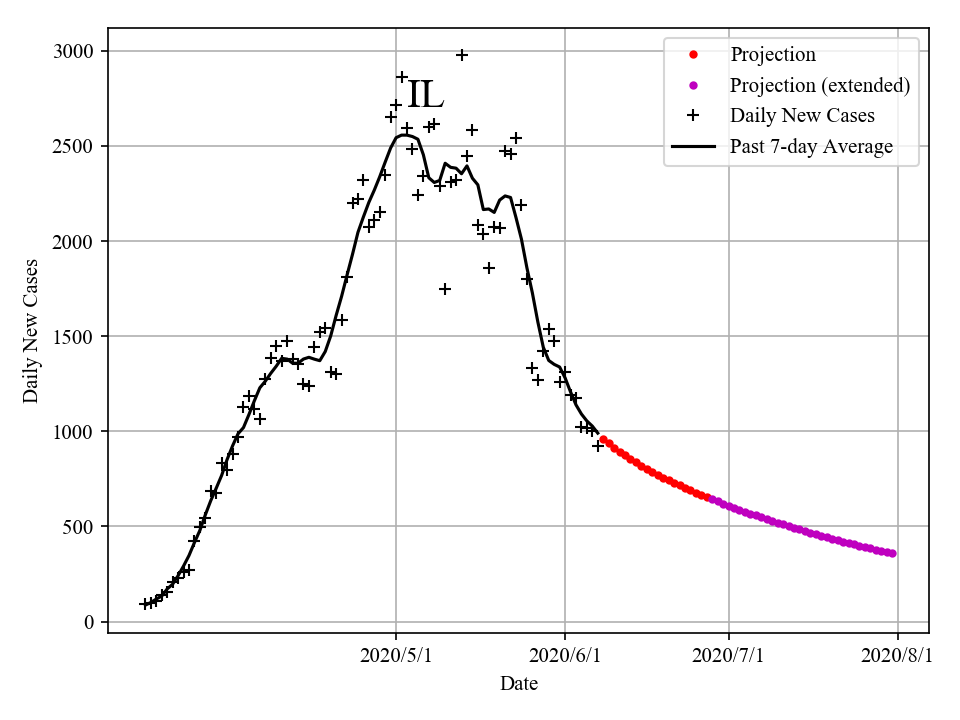 3000
2500
2000
1500
1000
500
0
Daily New Cases
IL
Projection
Projection (extended)
Daily New Cases
Past 7-day Average
2020/5/1
2020/6/1
2020/7/1
2020/8/1
Date